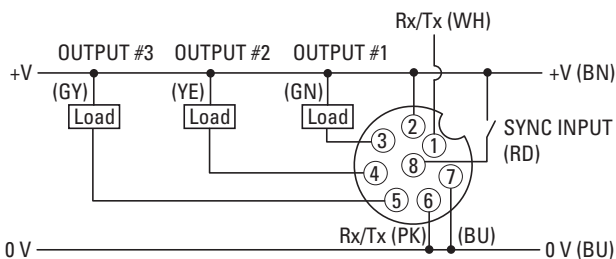 Rx/Tx (WH)
OUTPUT #3 OUTPUT #2 OUTPUT #1
+V +V (BN)
(GY) (YE) (GN)
Load Load Load
SYNC INPUT
(RD)
2
1
3
8
4
7
5
6
Rx/Tx (PK) (BU)
0 V 0 V (BU)